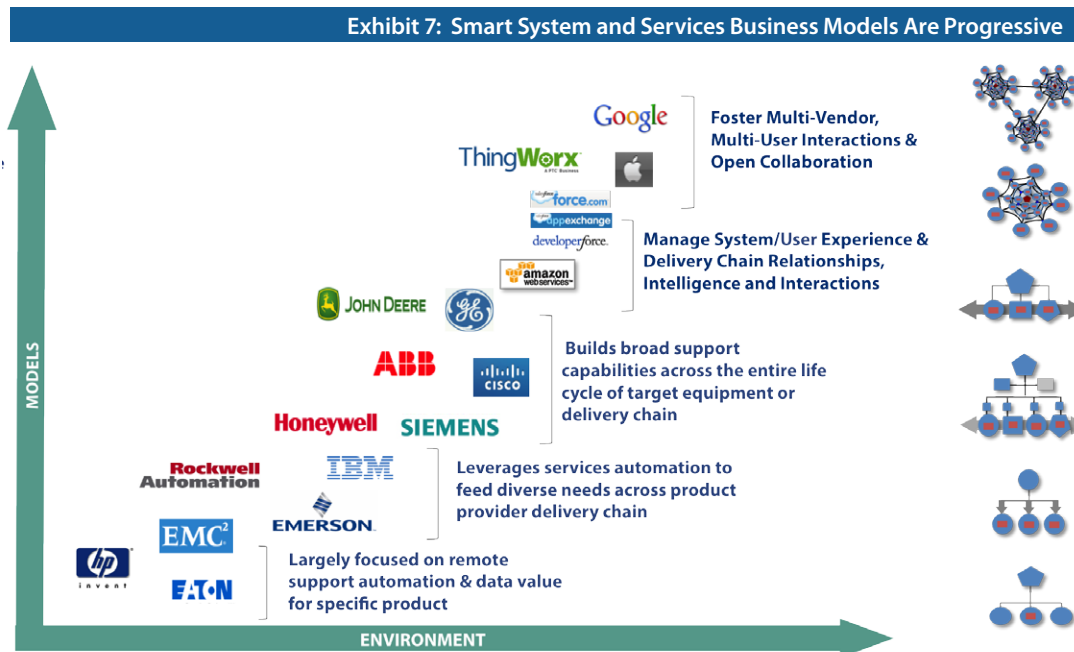 Exhibit 7: Smart System and Services Business Models Are Progressive
e
Google
Foster Multi-Vendor,
Multi-User Interactions &
Open Collaboration
ThingWorx
A PTC Business
force.com
appexchange
developerforce.
Manage System/User Experience &
Delivery Chain Relationships,
Intelligence and Interactions
amazon
webservices™
JOHN DEERE
GE
Builds broad support
capabilities across the entire life
cycle of target equipment or
delivery chain
ABB
CISCO
Honeywell
SIEMENS
MODELS
Rockwell
Automation
IBM
Leverages services automation to
feed diverse needs across product
provider delivery chain
EMERSON.
EMC²
hp
invent
EATON
Largely focused on remote
support automation & data value
for specific product
ENVIRONMENT